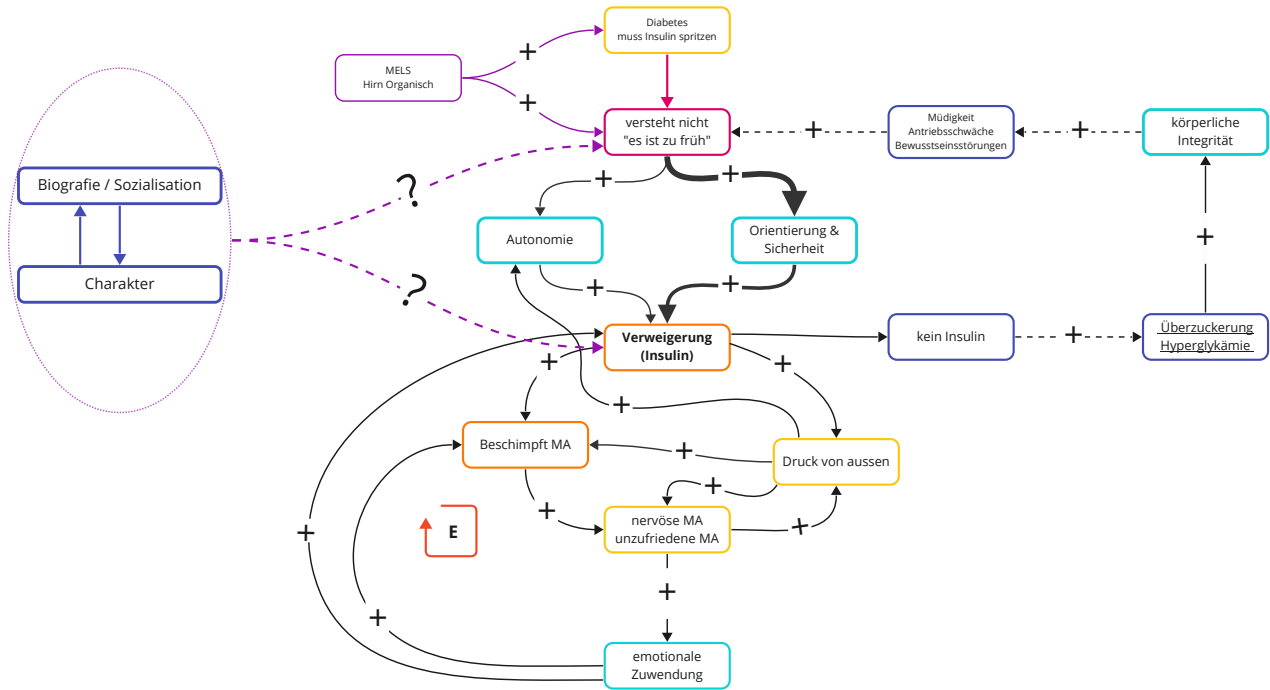 Diabetes
muss Insulin spritzen
+
MELS
Hirn Organisch
+
versteht nicht
"es ist zu früh"
+
Müdigkeit
Antriebsschwäche
Bewusstseinsstörungen
+
körperliche
Integrität
Biografie / Sozialisation
?
+
+
Autonomie
Orientierung &
Sicherheit
+
Charakter
?
+
+
Verweigerung
(Insulin)
kein Insulin
+
Überzuckerung
Hyperglykämie
+
+
+
Beschimpft MA
+
Druck von aussen
+
+
E
nervöse MA
unzufriedene MA
+
+
+
+
emotionale
Zuwendung